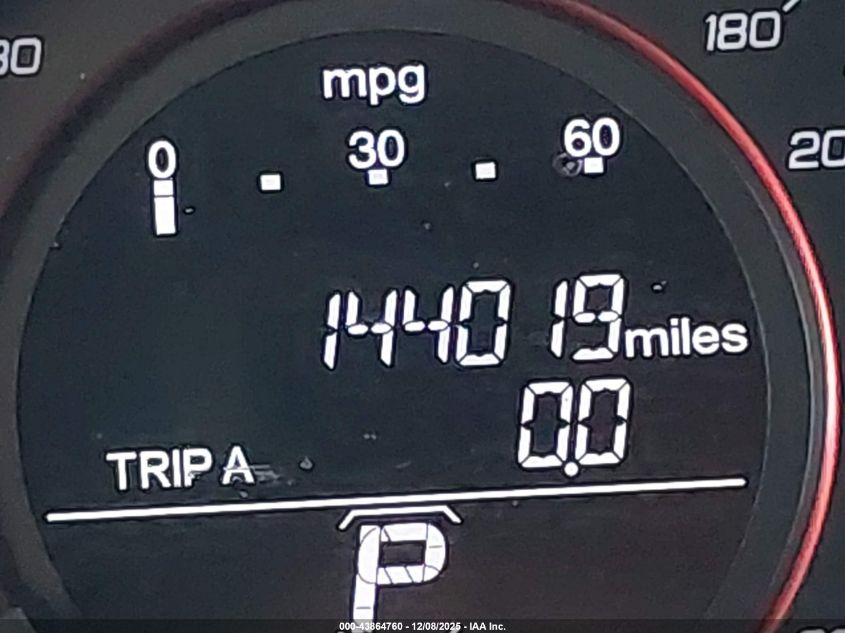 80 180
mpg
0 30 60
20
144019 miles
0.0
TRIP A
P
000-43864760 - 12/08/2025 - IAA Inc.